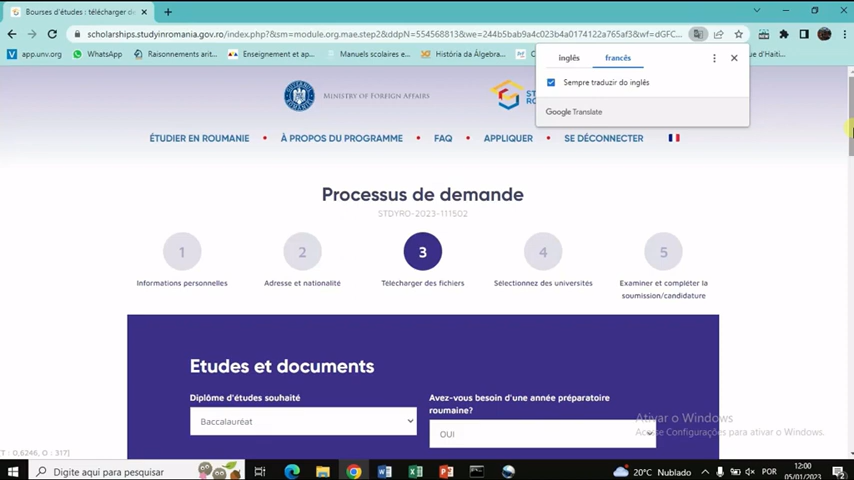 Bourses d'études : télécharger de
scholarships.studyinromania.gov.ro/index.php?&sm=module.org.mae.step2&ddpN=554568813&we=244b5bab9a4c023b4a0174122a765af3&wf=dGFC...
app.unv.org
WhatsApp
Raisonnements arit...
Enseignement et ap...
Manuels scolaires e...
História da Álgebra...
inglês
francês
Sempre traduzir do inglês
Google Translate
MINISTRY OF FOREIGN AFFAIRS
ÉTUDIER EN ROUMANIE • À PROPOS DU PROGRAMME • FAQ • APPLIQUER • SE DÉCONNECTER
Processus de demande
STDYRO-2023-111502
1 2 3 4 5
Informations personnelles
Adresse et nationalité
Télécharger des fichiers
Sélectionnez des universités
Examiner et compléter la
soumission/candidature
Etudes et documents
Diplôme d'études souhaité
Baccalauréat
Avez-vous besoin d'une année préparatoire
roumaine?
OUI
Ativar o Windows
Acesse Configurações para ativar o Windows.
T : 0,6246, O : 317]
Digite aqui para pesquisar
20°C Nublado
POR
12:00
05/01/2023